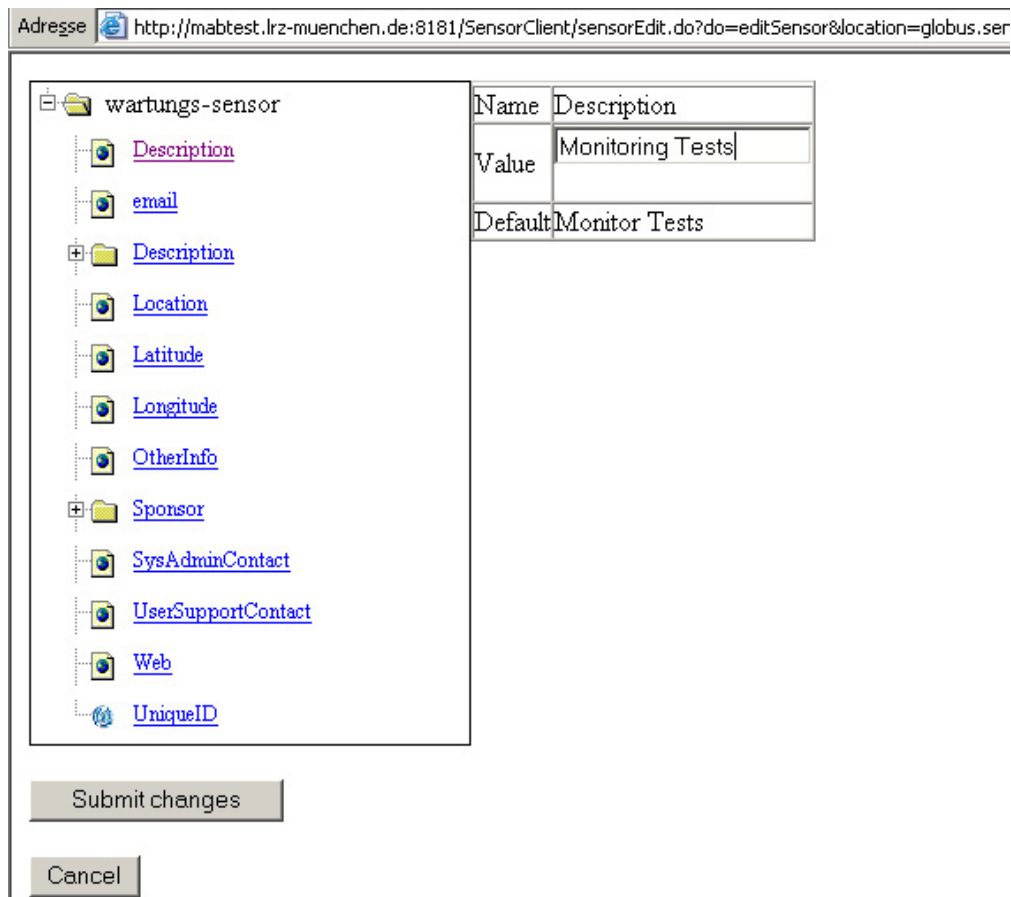 Adresse http://mabtest.lrz-muenchen.de:8181/SensorClient/sensorEdit.do?do=editSensor&location=globus.ser
wartungs-sensor
Description
email
Description
Location
Latitude
Longitude
OtherInfo
Sponsor
SysAdminContact
UserSupportContact
Web
UniqueID
Name Description
Value Monitoring Tests
Default Monitor Tests
Submit changes
Cancel